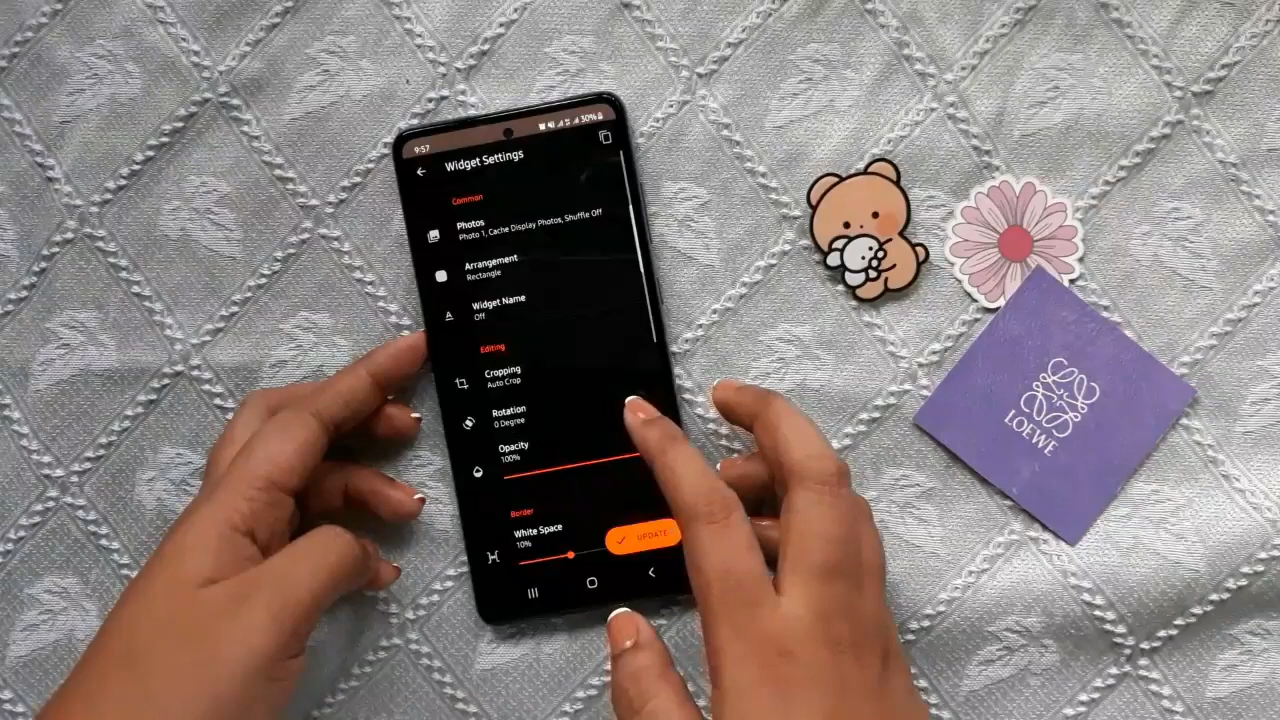 9:57
30%
Widget Settings
Common
Photos
Photo 1, Cache Display Photos, Shuffle Off
Arrangement
Rectangle
Widget Name
Off
Editing
Cropping
Auto Crop
Rotation
0 Degree
Opacity
100%
Border
White Space
10%
UPDATE
LOEWE